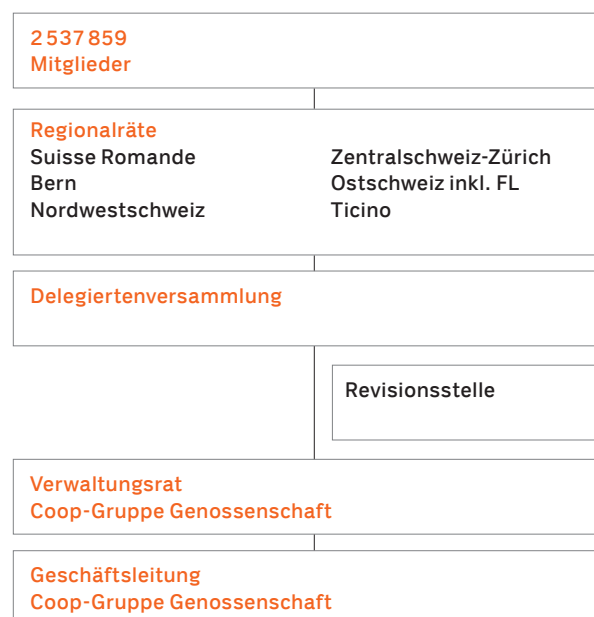 2 537 859
Mitglieder
Regionalräte
Suisse Romande
Bern
Nordwestschweiz
Zentralschweiz-Zürich
Ostschweiz inkl. FL
Ticino
Delegiertenversammlung
Revisionsstelle
Verwaltungsrat
Coop-Gruppe Genossenschaft
Geschäftsleitung
Coop-Gruppe Genossenschaft